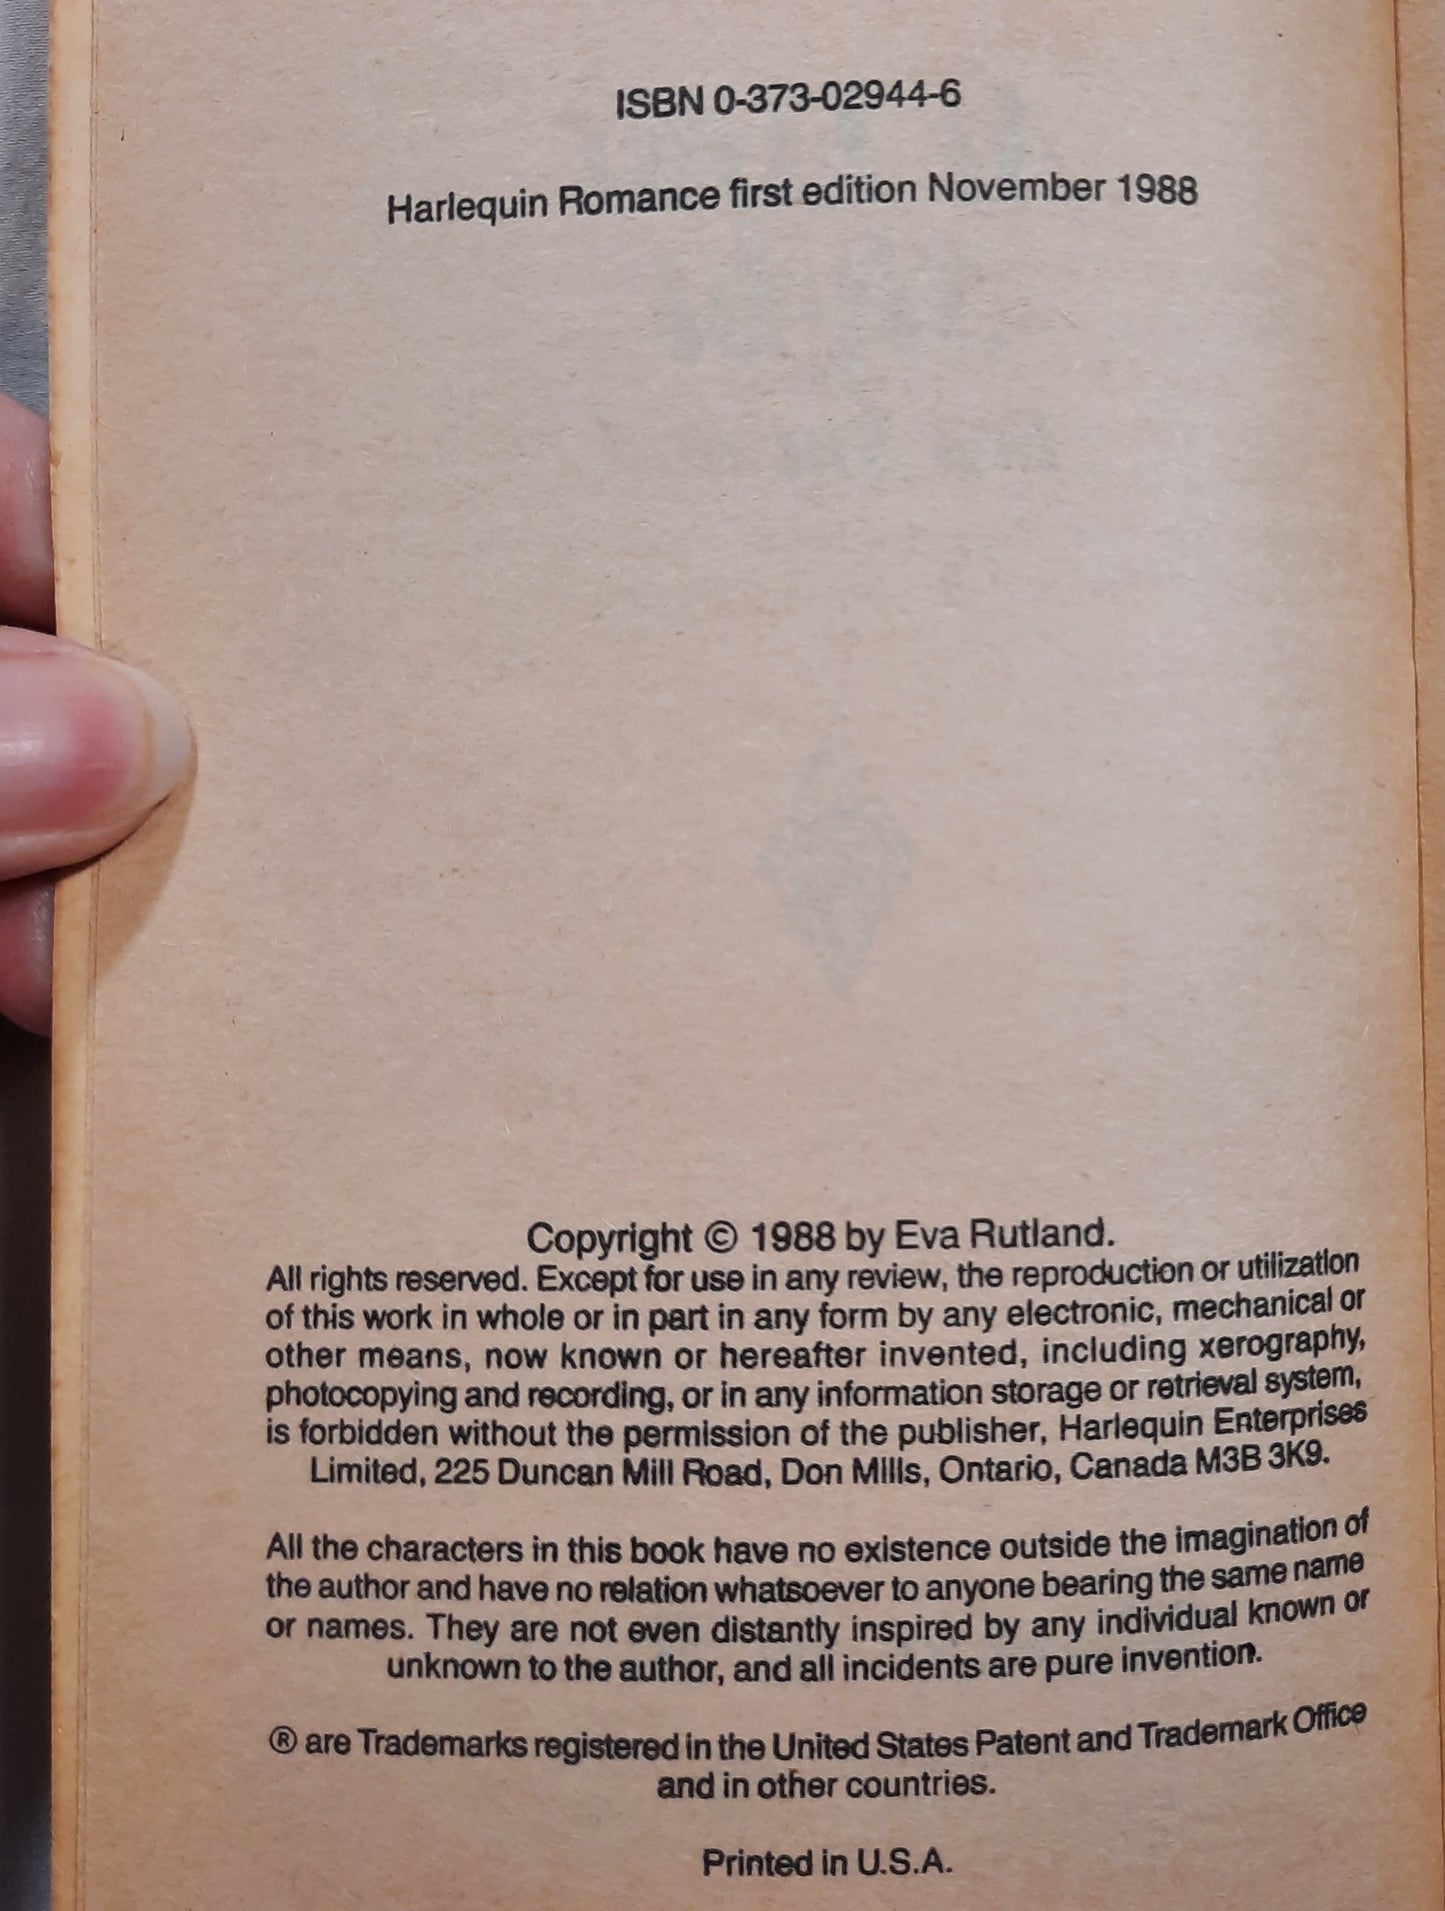 ISBN 0-373-02944-6
Harlequin Romance first edition November 1988
Copyright © 1988 by Eva Rutland.
All rights reserved. Except for use in any review, the reproduction or utilization
of this work in whole or in part in any form by any electronic, mechanical or
other means, now known or hereafter invented, including xerography,
photocopying and recording, or in any information storage or retrieval system,
is forbidden without the permission of the publisher, Harlequin Enterprises
Limited, 225 Duncan Mill Road, Don Mills, Ontario, Canada M3B 3K9.
All the characters in this book have no existence outside the imagination of
the author and have no relation whatsoever to anyone bearing the same name
or names. They are not even distantly inspired by any individual known or
unknown to the author, and all incidents are pure invention.
® are Trademarks registered in the United States Patent and Trademark Office
and in other countries.
Printed in U.S.A.